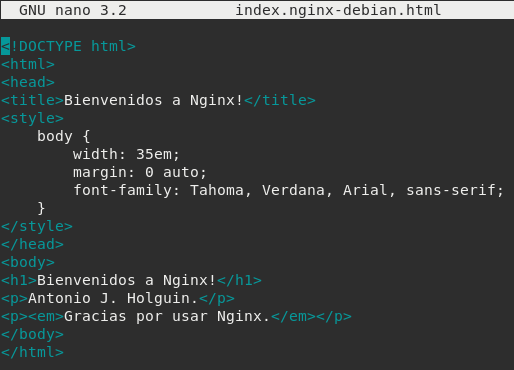 GNU nano 3.2 index.nginx-debian.html
<!DOCTYPE html>
<html>
<head>
<title>Bienvenidos a Nginx!</title>
<style>
    body {
        width: 35em;
        margin: 0 auto;
        font-family: Tahoma, Verdana, Arial, sans-serif;
    }
</style>
</head>
<body>
<h1>Bienvenidos a Nginx!</h1>
<p>Antonio J. Holguin.</p>
<p><em>Gracias por usar Nginx.</em></p>
</body>
</html>